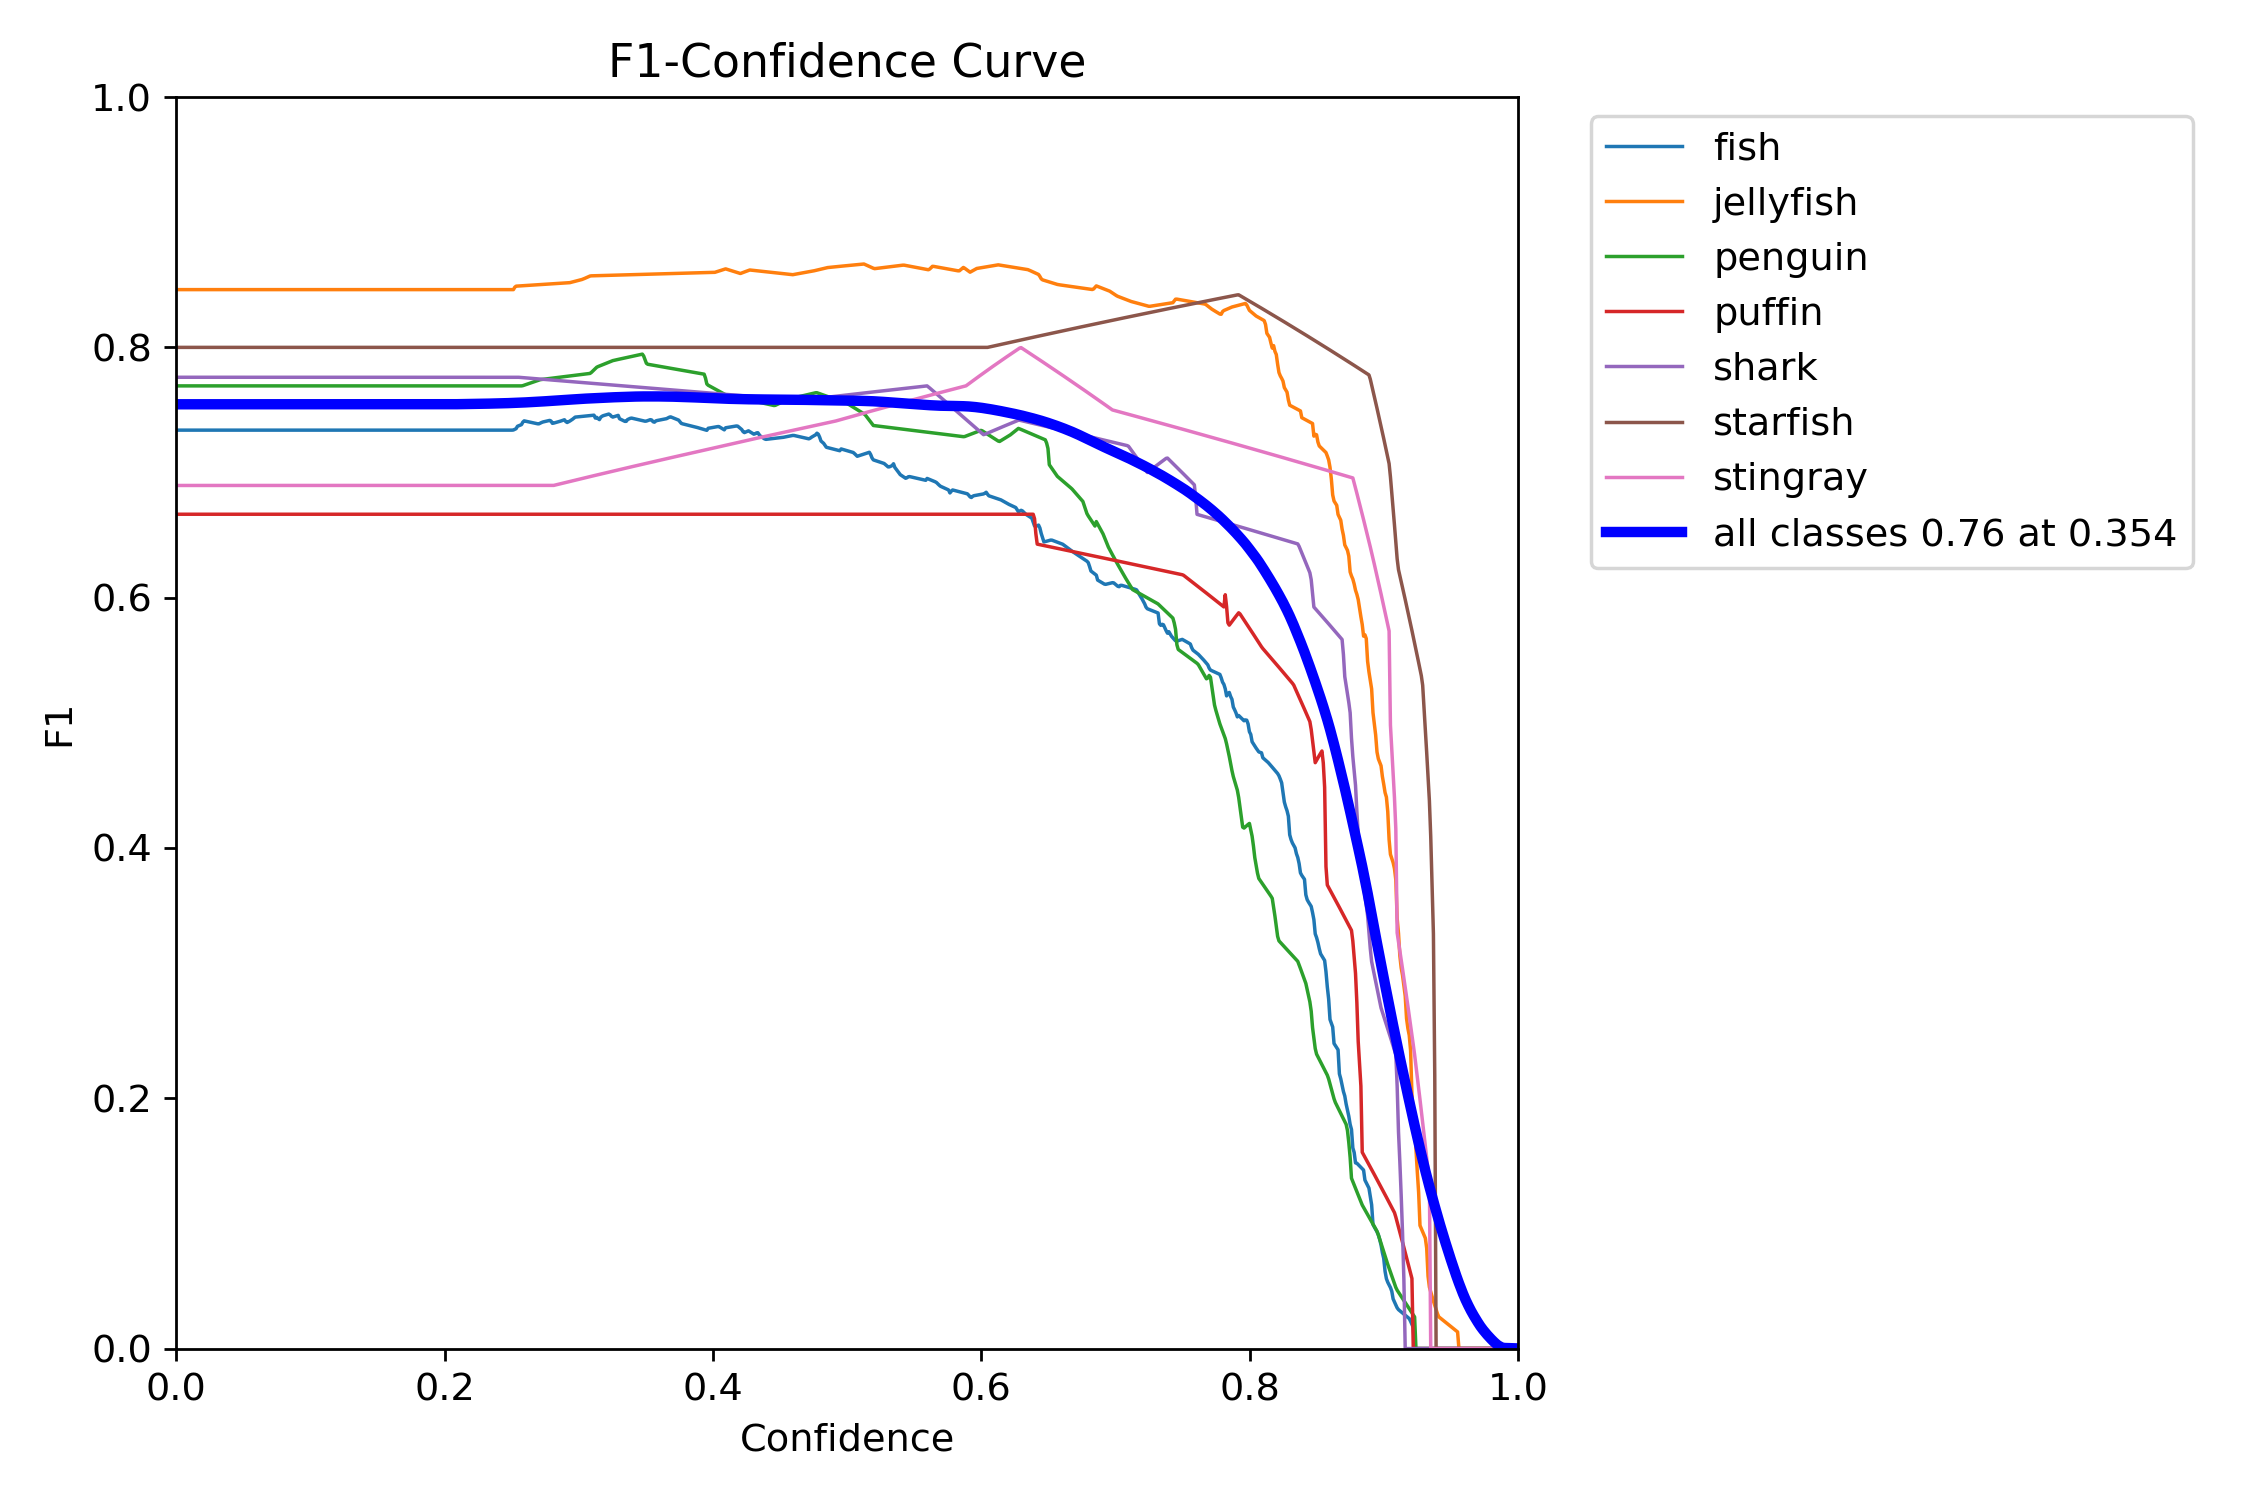 F1-Confidence Curve
1.0
0.8
0.6
0.4
0.2
0.0
F1
0.0 0.2 0.4 0.6 0.8 1.0
Confidence
fish
jellyfish
penguin
puffin
shark
starfish
stingray
all classes 0.76 at 0.354